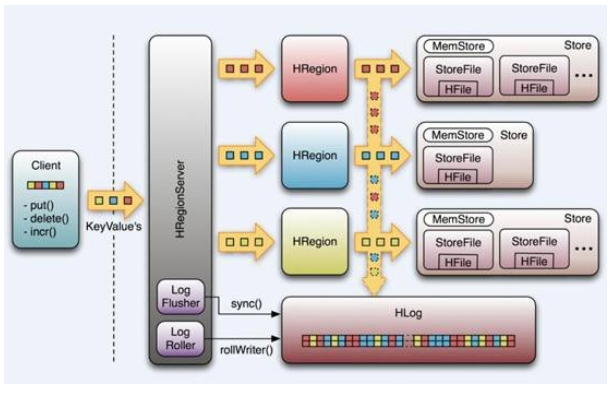 Client
- put()
- delete()
- incr()
KeyValue's
HRegionServer
Log
Flusher
Log
Roller
sync()
rollWriter()
HRegion
MemStore
Store
StoreFile
HFile
StoreFile
HFile
...
HRegion
MemStore
Store
StoreFile
HFile
HRegion
MemStore
Store
StoreFile
HFile
StoreFile
HFile
...
HLog